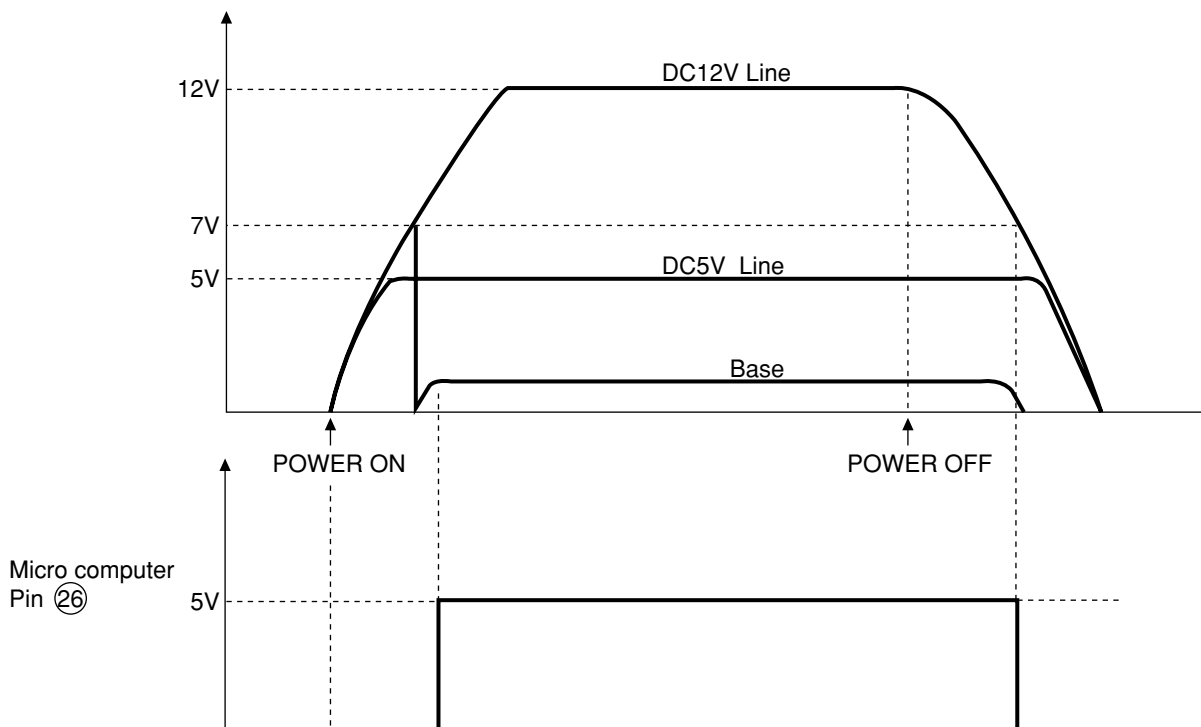 12V
DC12V Line
7V
5V
DC5V Line
Base
POWER ON
POWER OFF
Micro computer
Pin 26
5V